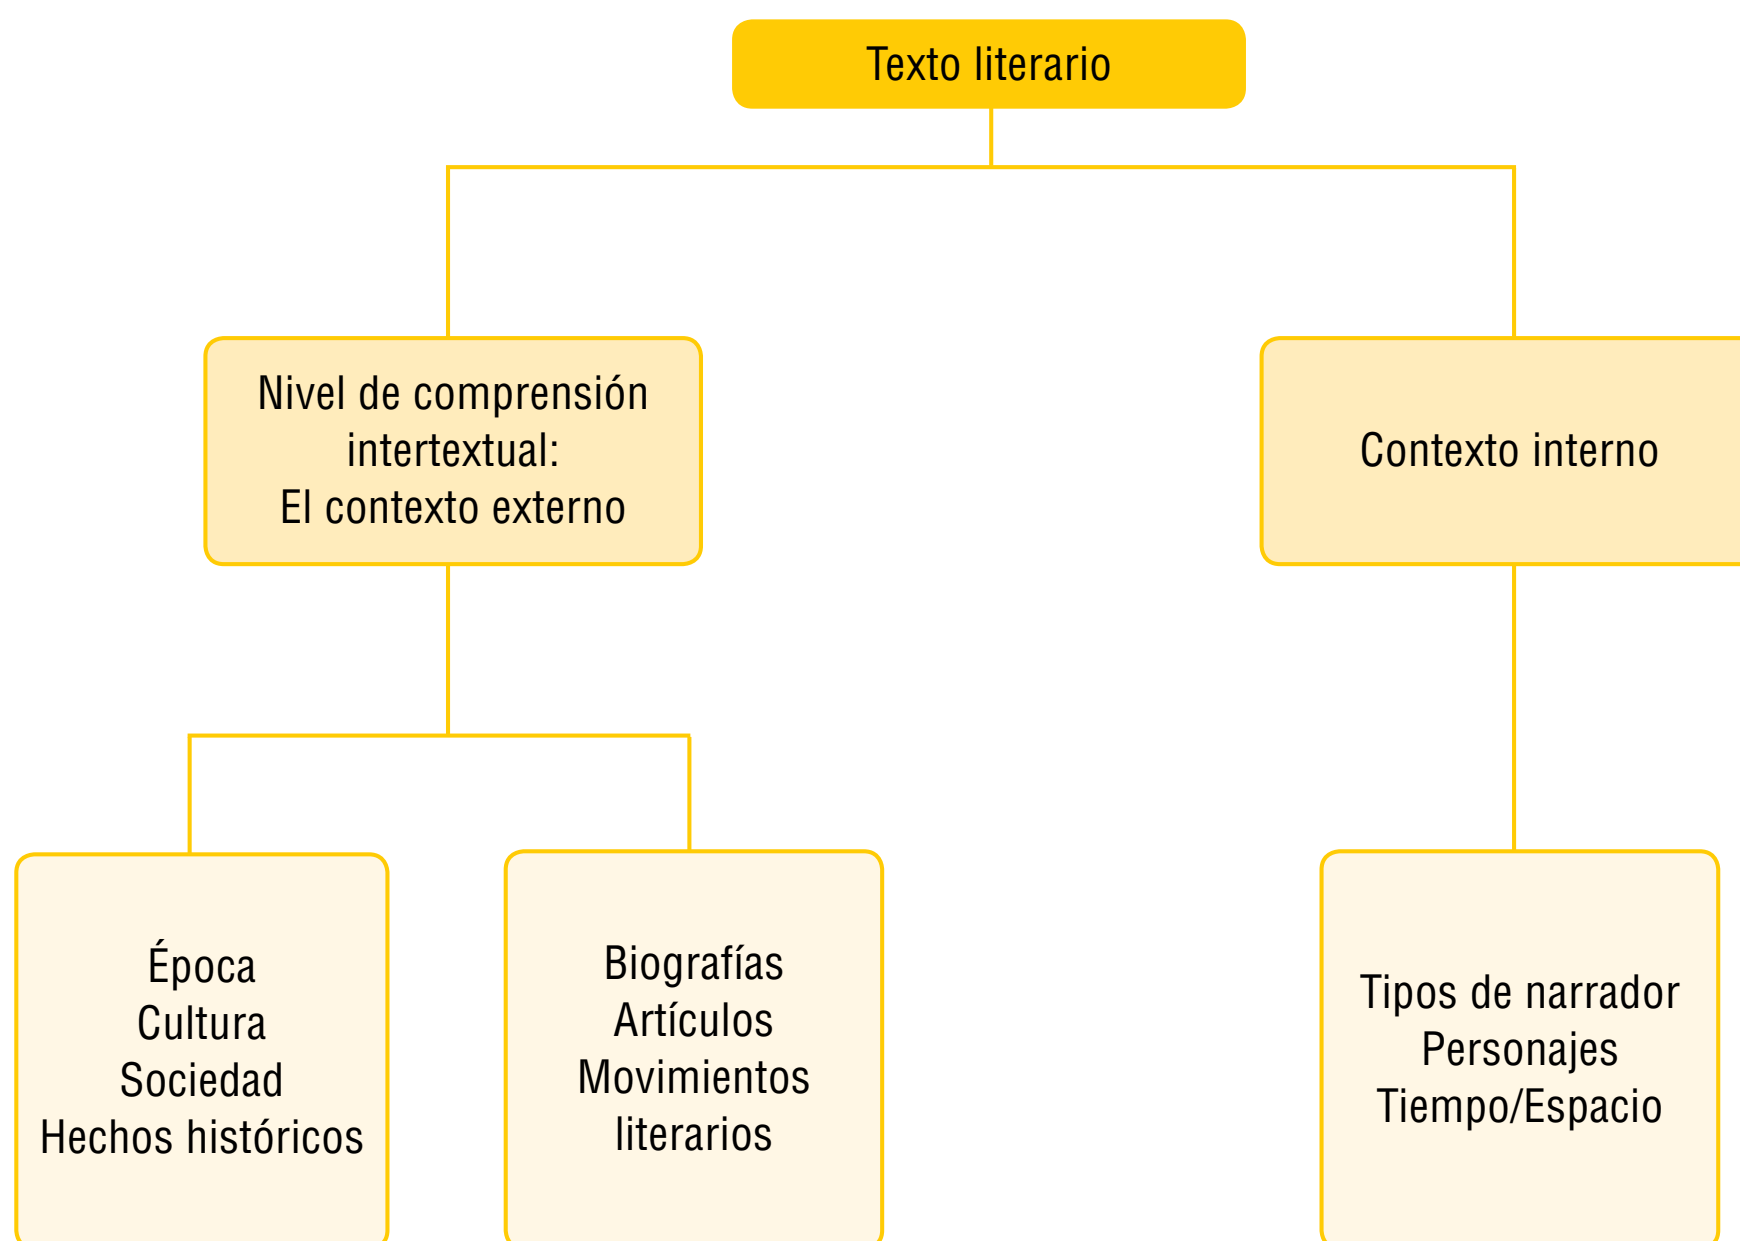 Texto literario
Nivel de comprensión
intertextual:
El contexto externo
Contexto interno
Época
Cultura
Sociedad
Hechos históricos
Biografías
Artículos
Movimientos
literarios
Tipos de narrador
Personajes
Tiempo/Espacio